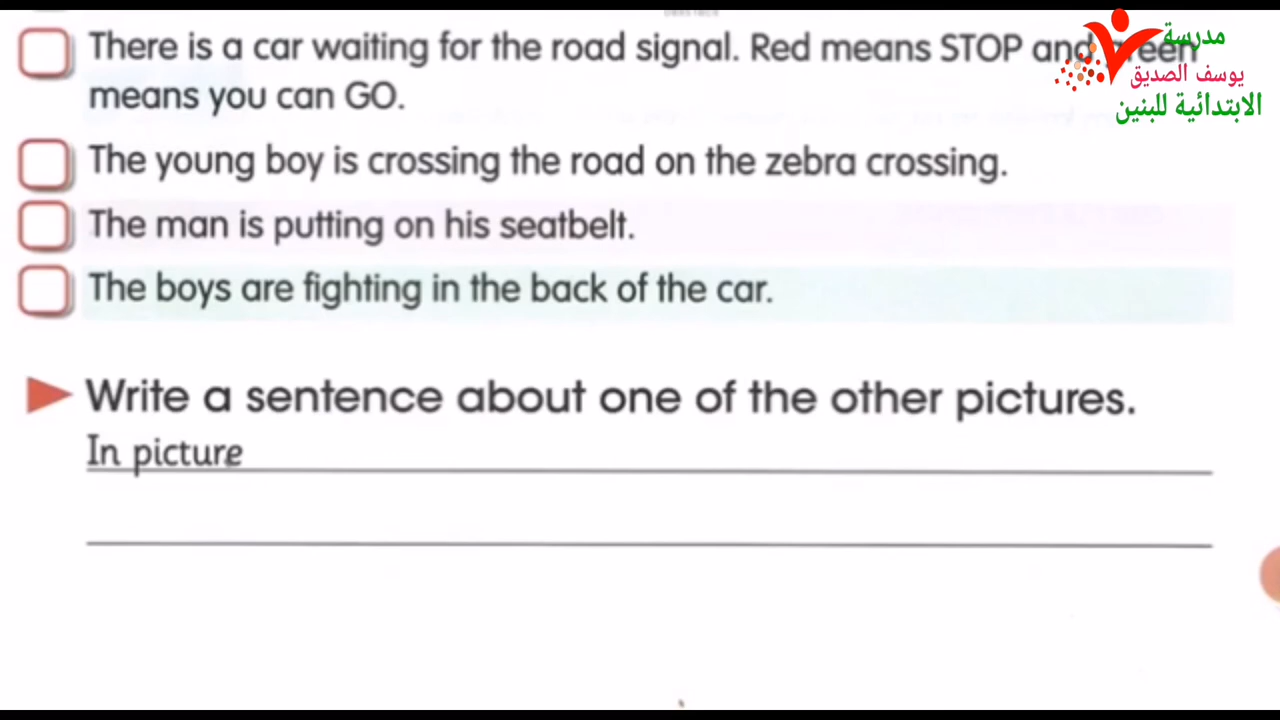 There is a car waiting for the road signal. Red means STOP and green
means you can GO.
The young boy is crossing the road on the zebra crossing.
The man is putting on his seatbelt.
The boys are fighting in the back of the car.
Write a sentence about one of the other pictures.
In picture
مدرسة
يوسف الصديق
الابتدائية للبنين